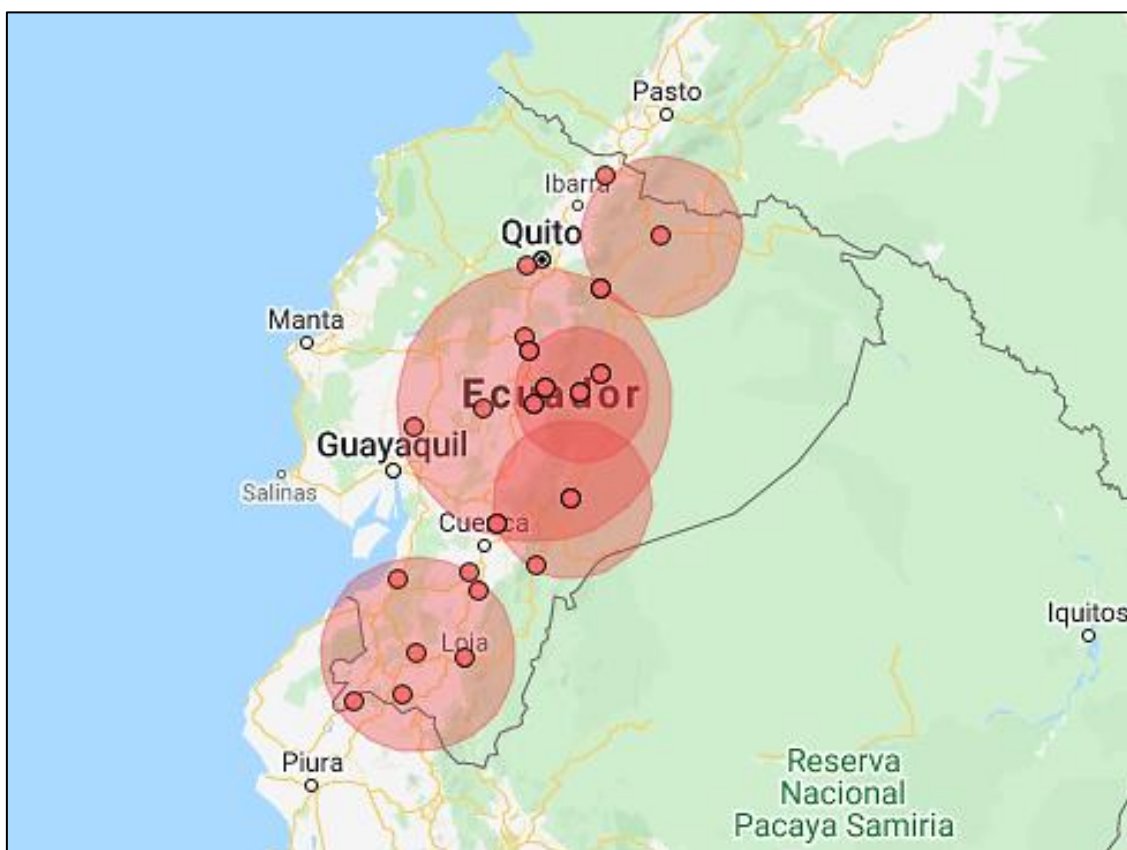 Pasto
Ibarra
Quito
Manta
Ecuador
Guayaquil
Salinas
Cuenca
Iquitos
Loja
Piura
Reserva
Nacional
Pacaya Samiria